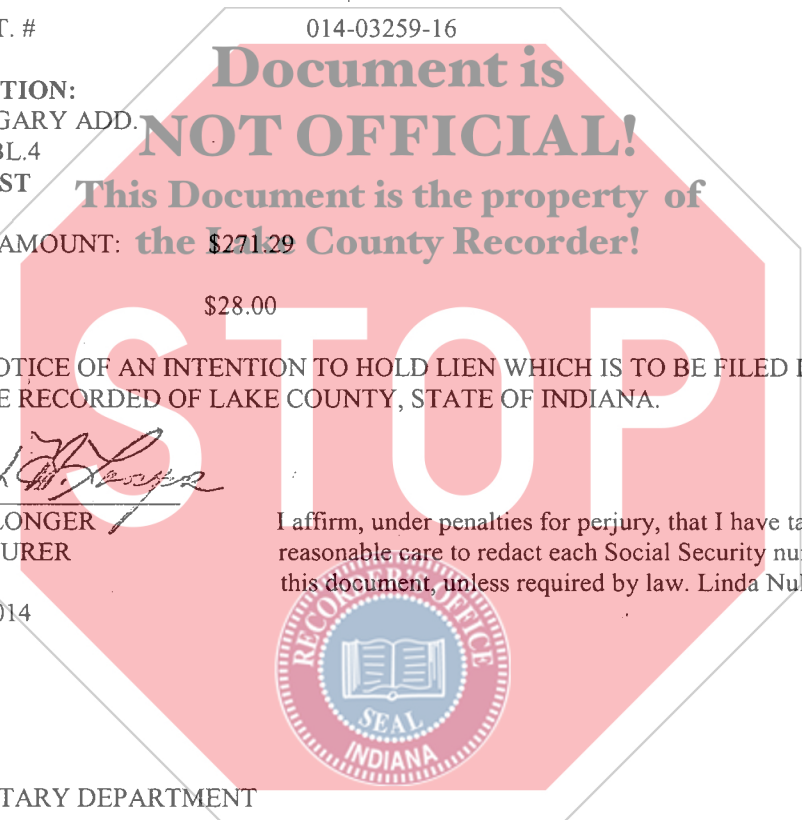 T. # 014-03259-16
Document is
TION:
GARY ADD.
NOT OFFICIAL!
BL.4
ST
This Document is the property of
AMOUNT: $271.29
the Lake County Recorder!
$28.00
STOP
OTICE OF AN INTENTION TO HOLD LIEN WHICH IS TO BE FILED
E RECORDED OF LAKE COUNTY, STATE OF INDIANA.
LONGER
URER
I affirm, under penalties for perjury, that I have ta
reasonable care to redact each Social Security nu
this document, unless required by law. Linda Nu
014
RECORDER'S OFFICE
SEAL
INDIANA
TARY DEPARTMENT